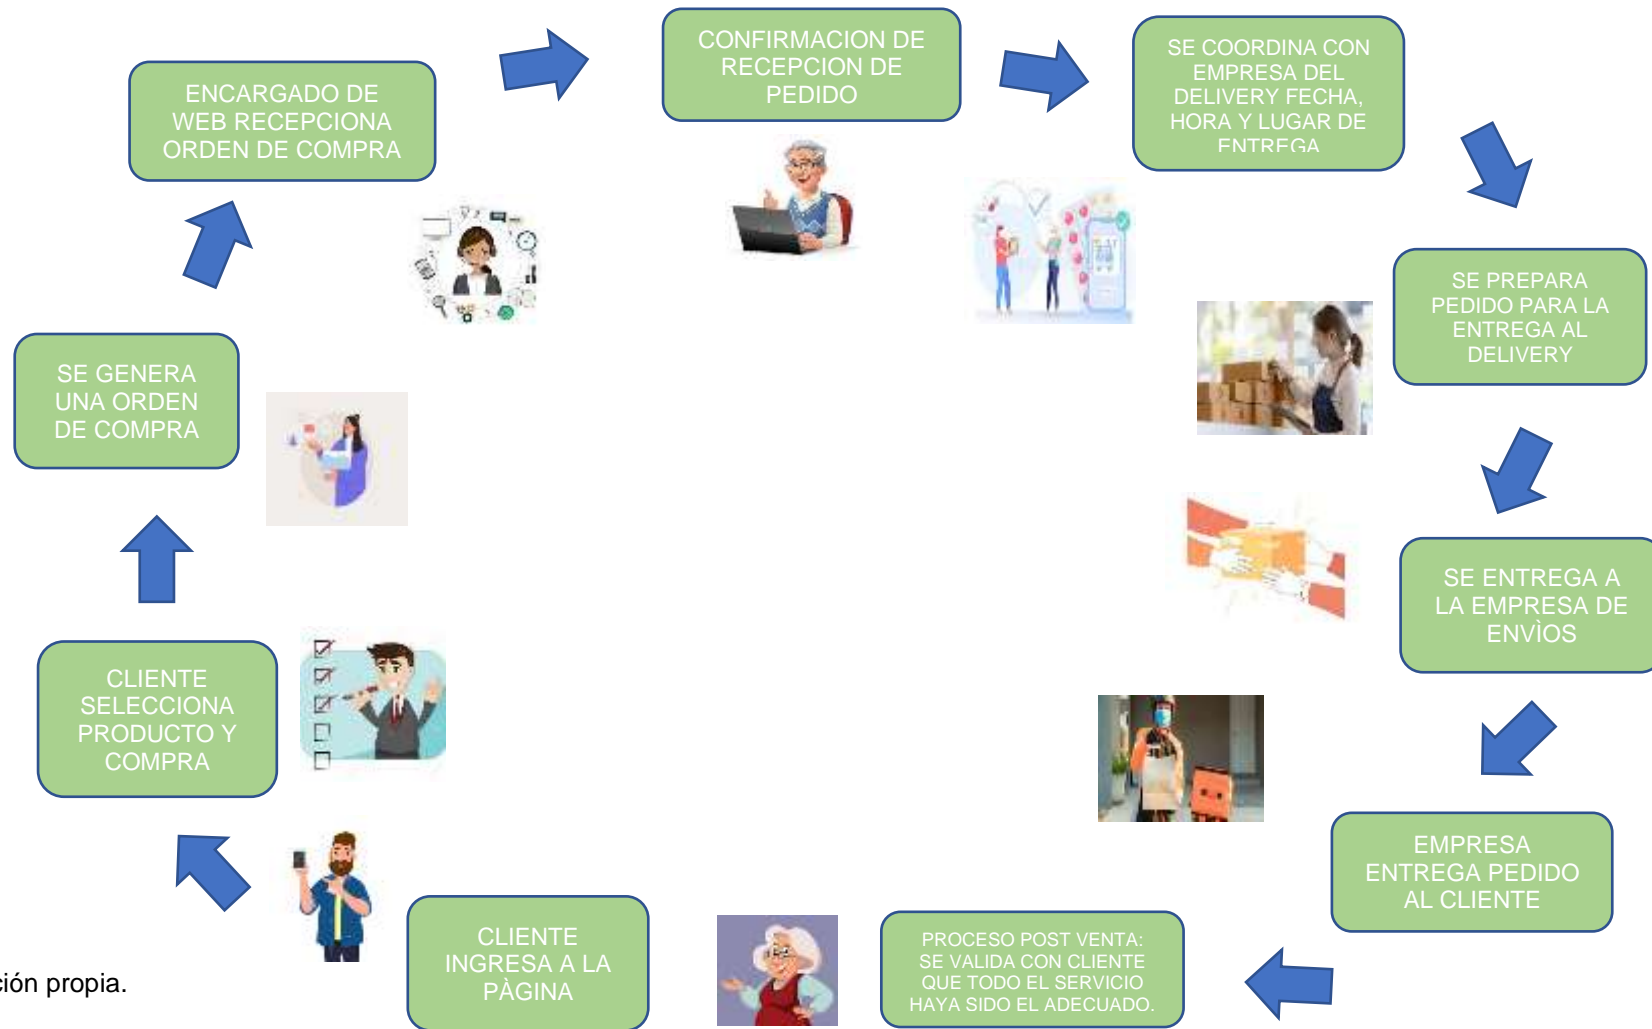 CONFIRMACION DE
RECEPCION DE
PEDIDO
SE COORDINA CON
EMPRESA DEL
DELIVERY FECHA,
HORA Y LUGAR DE
ENTREGA
ENCARGADO DE
WEB RECEPCIONA
ORDEN DE COMPRA
SE PREPARA
PEDIDO PARA LA
ENTREGA AL
DELIVERY
SE GENERA
UNA ORDEN
DE COMPRA
SE ENTREGA A
LA EMPRESA DE
ENVÌOS
CLIENTE
SELECCIONA
PRODUCTO Y
COMPRA
EMPRESA
ENTREGA PEDIDO
AL CLIENTE
CLIENTE
INGRESA A LA
PÀGINA
PROCESO POST VENTA:
SE VALIDA CON CLIENTE
QUE TODO EL SERVICIO
HAYA SIDO EL ADECUADO.
ción propia.